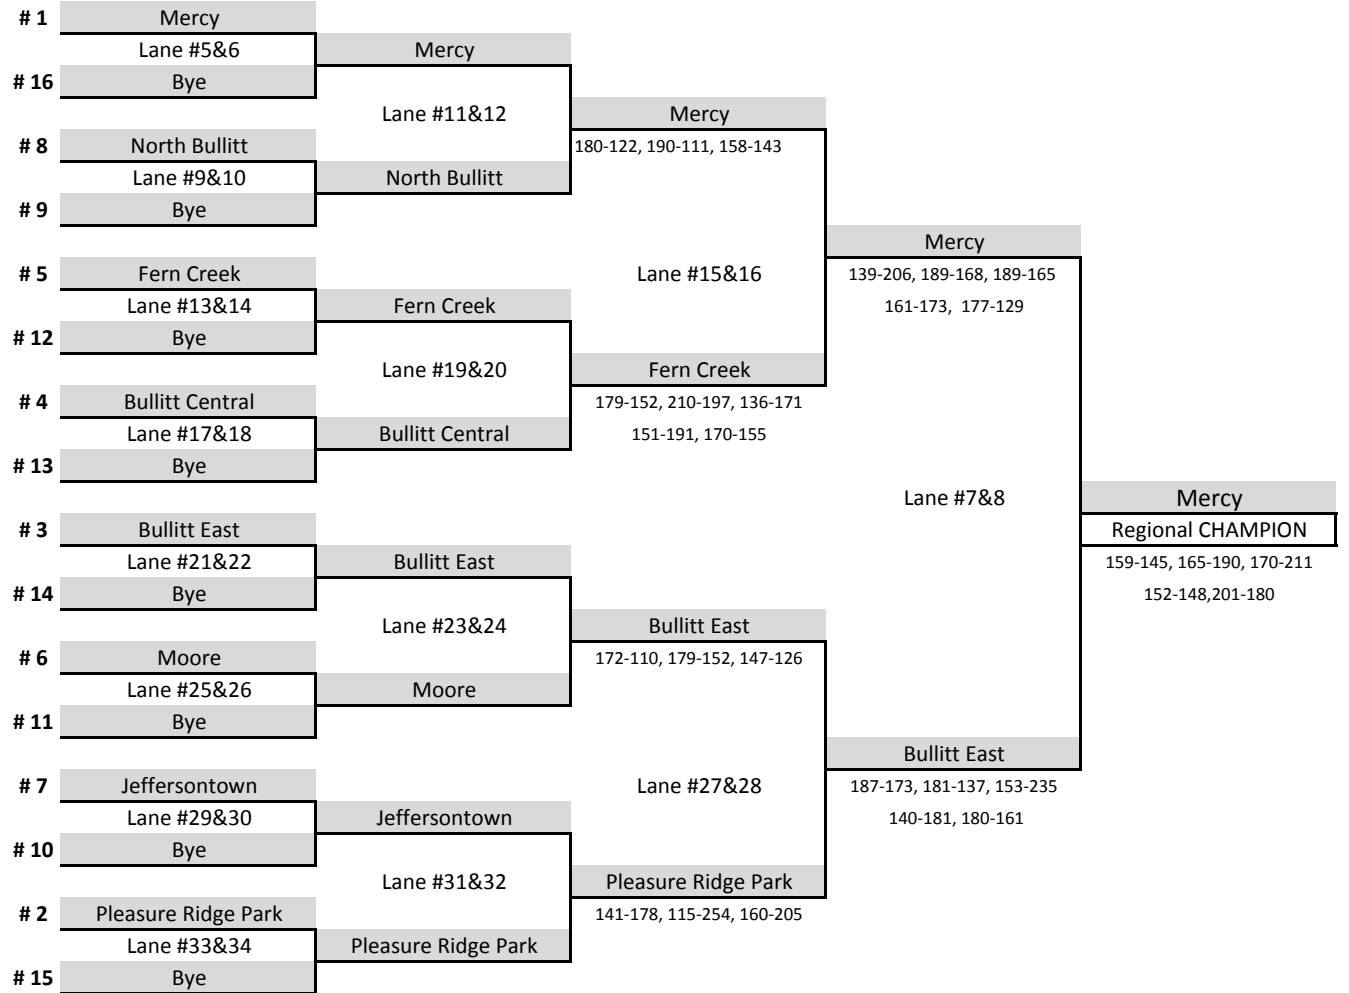 # 1 Mercy
Lane #5&6 Mercy
# 16 Bye
Lane #11&12 Mercy
# 8 North Bullitt 180-122, 190-111, 158-143
Lane #9&10 North Bullitt
# 9 Bye
Mercy
# 5 Fern Creek Lane #15&16 139-206, 189-168, 189-165
Lane #13&14 Fern Creek 161-173, 177-129
# 12 Bye
Lane #19&20 Fern Creek
# 4 Bullitt Central 179-152, 210-197, 136-171
Lane #17&18 Bullitt Central 151-191, 170-155
# 13 Bye
Lane #7&8 Mercy
# 3 Bullitt East Regional CHAMPION
Lane #21&22 Bullitt East 159-145, 165-190, 170-211
# 14 Bye 152-148,201-180
Lane #23&24 Bullitt East
# 6 Moore 172-110, 179-152, 147-126
Lane #25&26 Moore
# 11 Bye
Bullitt East
# 7 Jeffersontown Lane #27&28 187-173, 181-137, 153-235
Lane #29&30 Jeffersontown 140-181, 180-161
# 10 Bye
Lane #31&32 Pleasure Ridge Park
# 2 Pleasure Ridge Park 141-178, 115-254, 160-205
Lane #33&34 Pleasure Ridge Park
# 15 Bye